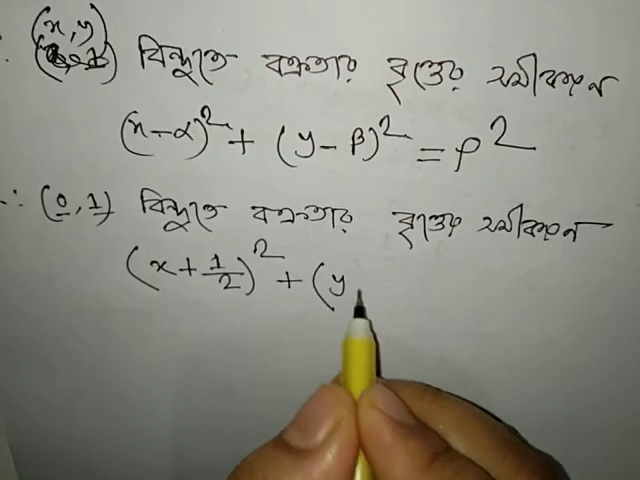 (x, y)
∴ বিন্দুতে বক্রতার বৃত্তের সমীকরণ
(x-α)² + (y-β)² = ρ²
∴ (0, 1) বিন্দুতে বক্রতার বৃত্তের সমীকরণ
(x + 1/2)² + (y